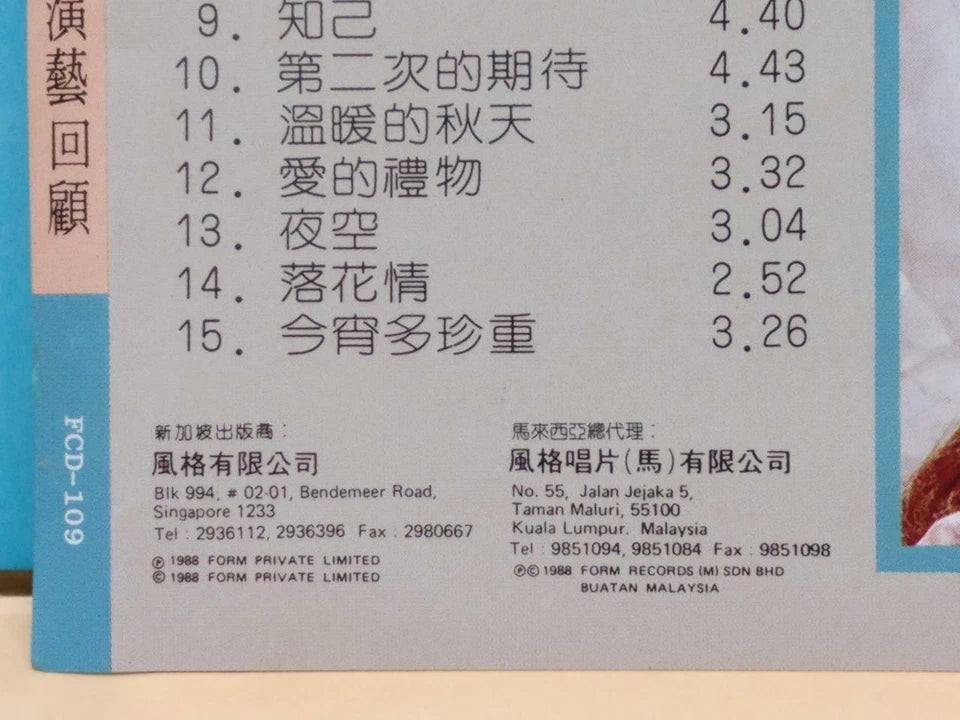 演藝回顧
FCD-109
9. 知己 4.40
10. 第二次的期待 4.43
11. 溫暖的秋天 3.15
12. 愛的禮物 3.32
13. 夜空 3.04
14. 落花情 2.52
15. 今宵多珍重 3.26
新加坡出版商:
風格有限公司
Blk 994, # 02-01, Bendemeer Road,
Singapore 1233
Tel : 2936112, 2936396 Fax : 2980667
℗ 1988 FORM PRIVATE LIMITED
© 1988 FORM PRIVATE LIMITED
馬來西亞總代理:
風格唱片(馬)有限公司
No. 55, Jalan Jejaka 5,
Taman Maluri, 55100
Kuala Lumpur. Malaysia
Tel : 9851094, 9851084 Fax : 9851098
℗© 1988 FORM RECORDS (M) SDN BHD
BUATAN MALAYSIA